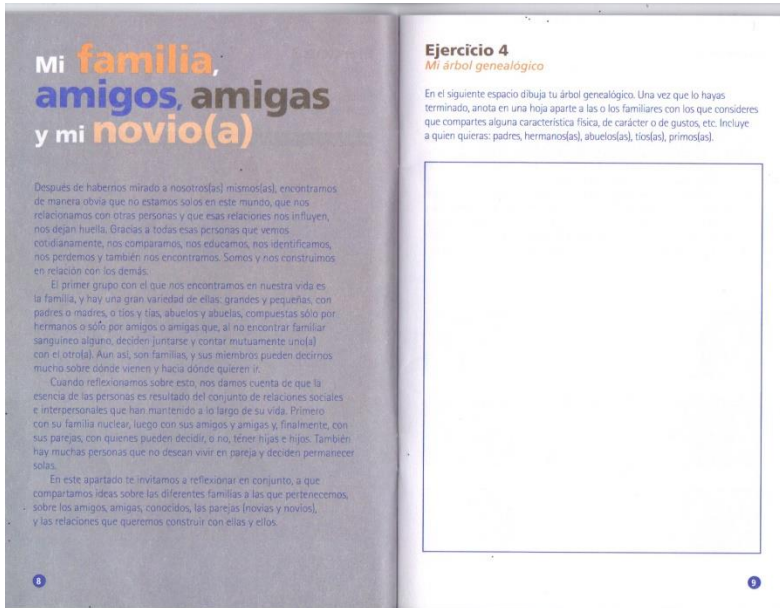 Mi familia,
amigos, amigas
y mi novio(a)
Después de habernos mirado a nosotros(as) mismos(as), encontramos
de manera obvia que no estamos solos en este mundo, que nos
relacionamos con otras personas y que esas relaciones nos influyen,
nos dejan huella. Gracias a todas esas personas que vemos
cotidianamente, nos comparamos, nos educamos, nos identificamos,
nos perdemos y también nos encontramos. Somos y nos construimos
en relación con los demás.
El primer grupo con el que nos encontramos en nuestra vida es
la familia, y hay una gran variedad de ellas: grandes y pequeñas, con
padres o madres, o tíos y tías, abuelos y abuelas, compuestas sólo por
hermanos o sólo por amigos o amigas que, al no encontrar familiar
sanguíneo alguno, deciden juntarse y contar mutuamente uno(a)
con el otro(a). Aun así, son familias, y sus miembros pueden decirnos
mucho sobre dónde vienen y hacia dónde quieren ir.
Cuando reflexionamos sobre esto, nos damos cuenta de que la
esencia de las personas es resultado del conjunto de relaciones sociales
e interpersonales que han mantenido a lo largo de su vida. Primero
con su familia nuclear, luego con sus amigos y amigas y, finalmente, con
sus parejas, con quienes pueden decidir, o no, tener hijas e hijos. También
hay muchas personas que no desean vivir en pareja y deciden permanecer
solas.
En este apartado te invitamos a reflexionar en conjunto, a que
compartamos ideas sobre las diferentes familias a las que pertenecemos,
sobre los amigos, amigas, conocidos, las parejas (novias y novios),
y las relaciones que queremos construir con ellas y ellos.
8
Ejercicio 4
Mi árbol genealógico
En el siguiente espacio dibuja tu árbol genealógico. Una vez que lo hayas
terminado, anota en una hoja aparte a las o los familiares con los que consideres
que compartes alguna característica física, de carácter o de gustos, etc. Incluye
a quien quieras: padres, hermanos(as), abuelos(as), tíos(as), primos(as).
9